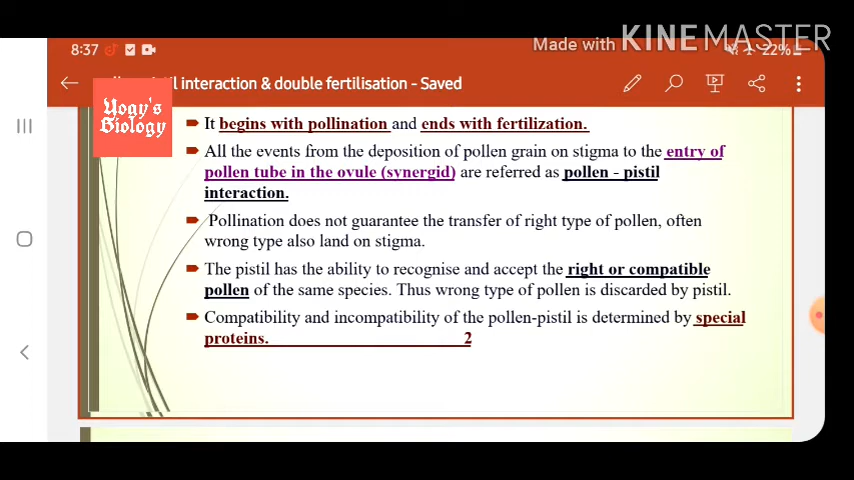 Made with KINEMASTER
8:37 22%
il interaction & double fertilisation - Saved
Yogy's
Biology
It begins with pollination and ends with fertilization.
All the events from the deposition of pollen grain on stigma to the entry of
pollen tube in the ovule (synergid) are referred as pollen - pistil
interaction.
Pollination does not guarantee the transfer of right type of pollen, often
wrong type also land on stigma.
The pistil has the ability to recognise and accept the right or compatible
pollen of the same species. Thus wrong type of pollen is discarded by pistil.
Compatibility and incompatibility of the pollen-pistil is determined by special
proteins. 2